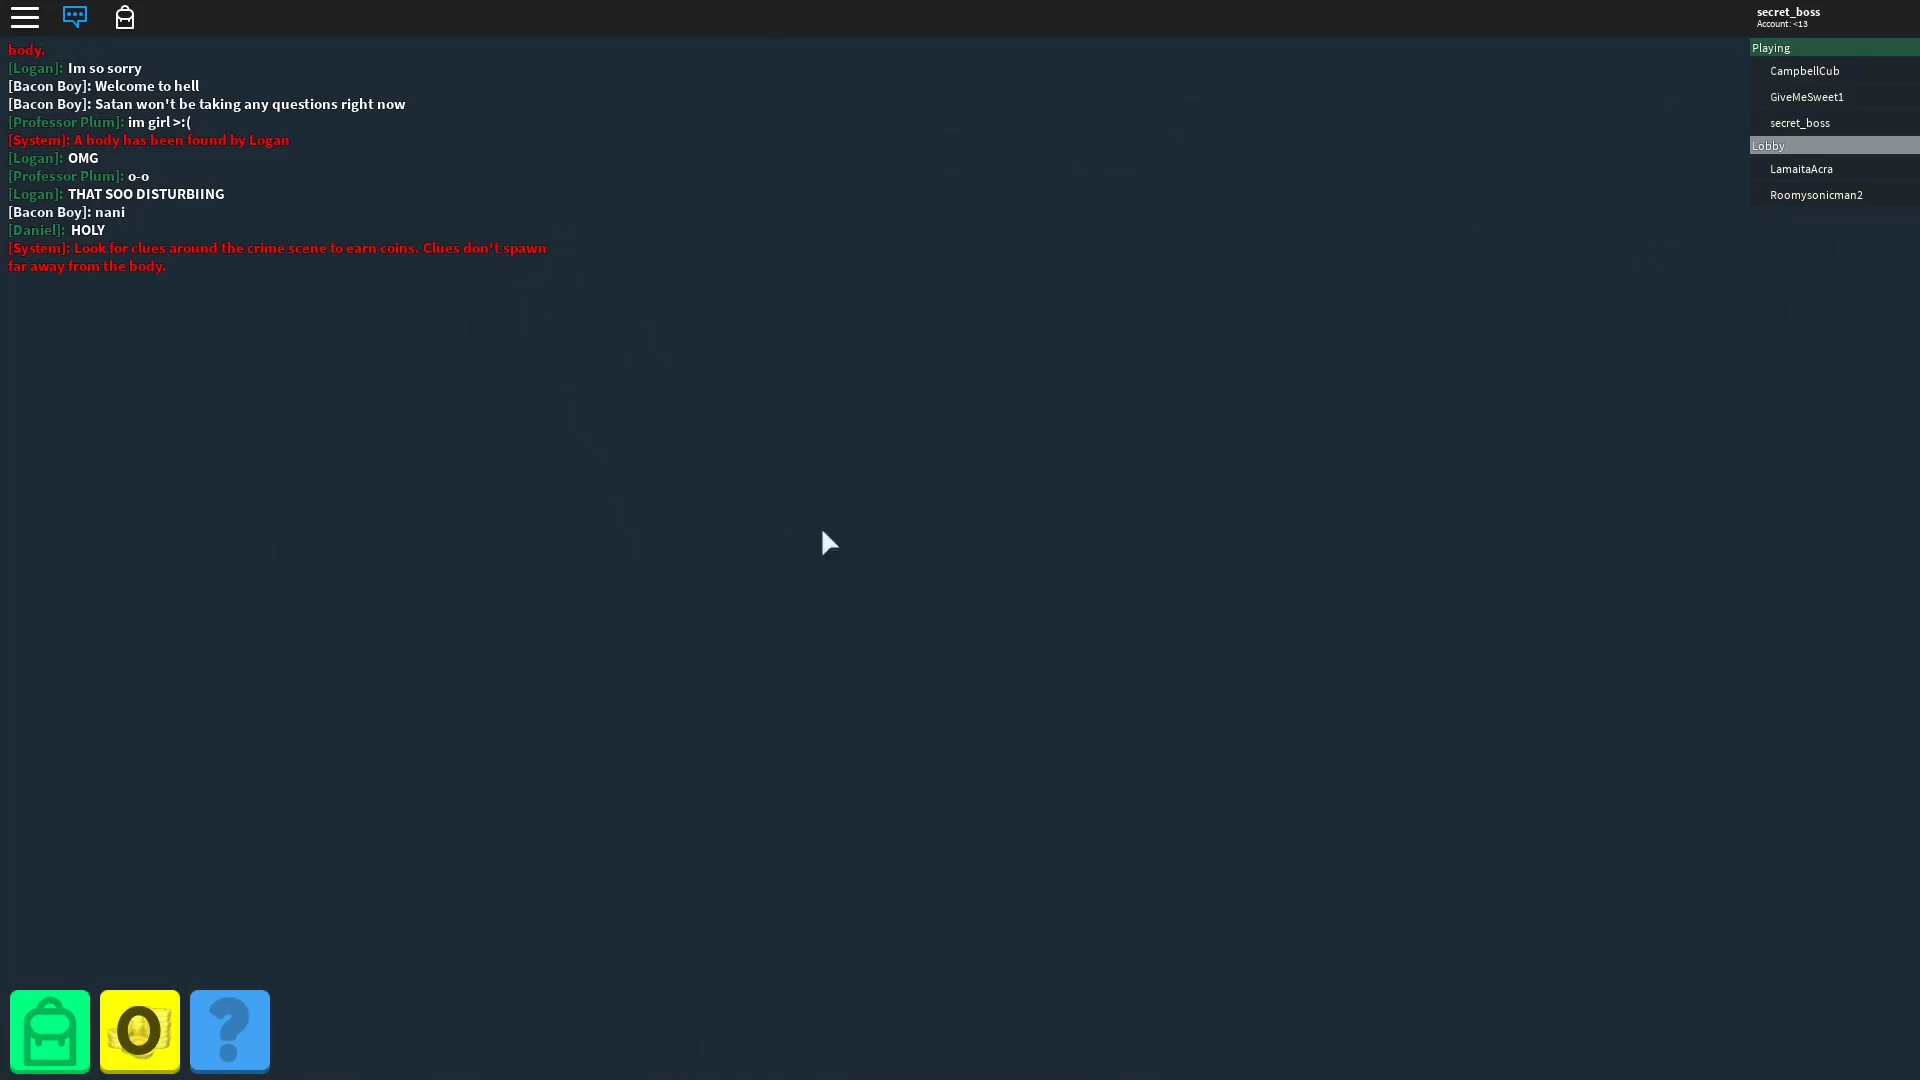 secret_boss
Account: <13
body.
[Logan]: Im so sorry
[Bacon Boy]: Welcome to hell
[Bacon Boy]: Satan won't be taking any questions right now
[Professor Plum]: im girl >:(
[System]: A body has been found by Logan
[Logan]: OMG
[Professor Plum]: o-o
[Logan]: THAT SOO DISTURBIING
[Bacon Boy]: nani
[Daniel]: HOLY
[System]: Look for clues around the crime scene to earn coins. Clues don't spawn
far away from the body.
Playing
CampbellCub
GiveMeSweet1
secret_boss
Lobby
LamaitaAcra
Roomysonicman2
0
?